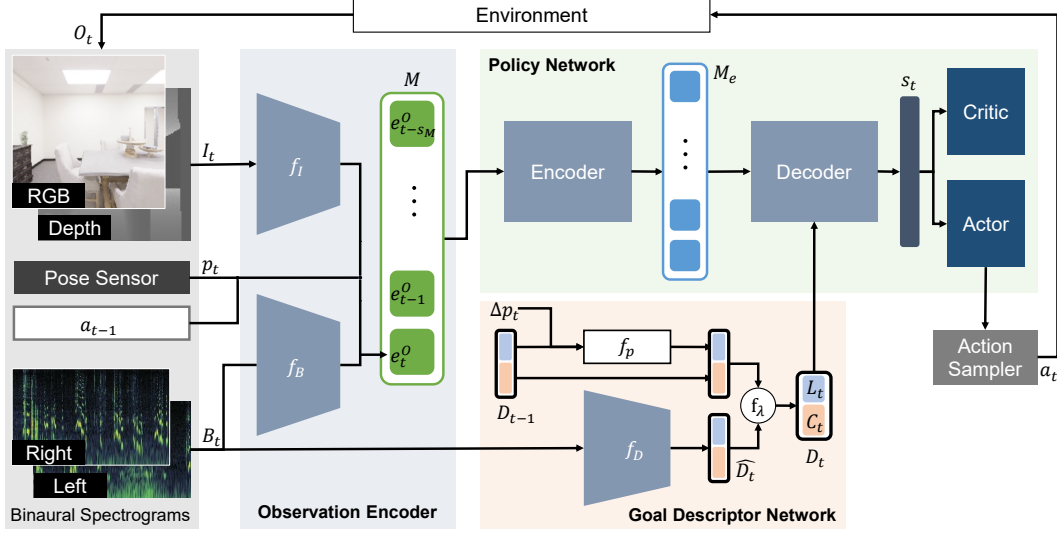 Environment
O_t
Policy Network
M
M_e
s_t
Critic
e^O_{t-s_M}
I_t
f_I
Encoder
Decoder
RGB
Depth
Actor
Pose Sensor
p_t
e^O_{t-1}
a_{t-1}
Δp_t
f_p
Action
Sampler
a_t
e^O_t
f_B
D_{t-1}
f_λ
L_t
C_t
D_t
B_t
Right
Left
f_D
\widehat{D_t}
Binaural Spectrograms
Observation Encoder
Goal Descriptor Network